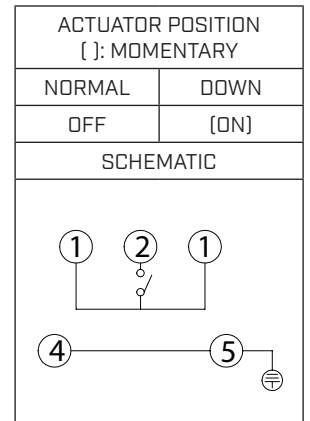 ACTUATOR POSITION
( ): MOMENTARY
NORMAL DOWN
OFF (ON)
SCHEMATIC
1 2 1
4 5